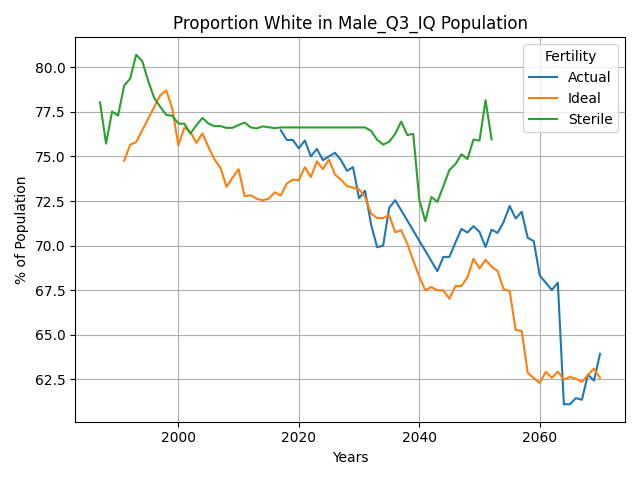 Proportion White in Male_Q3_IQ Population
Fertility
Actual
Ideal
Sterile
% of Population
80.0
77.5
75.0
72.5
70.0
67.5
65.0
62.5
2000
2020
2040
2060
Years